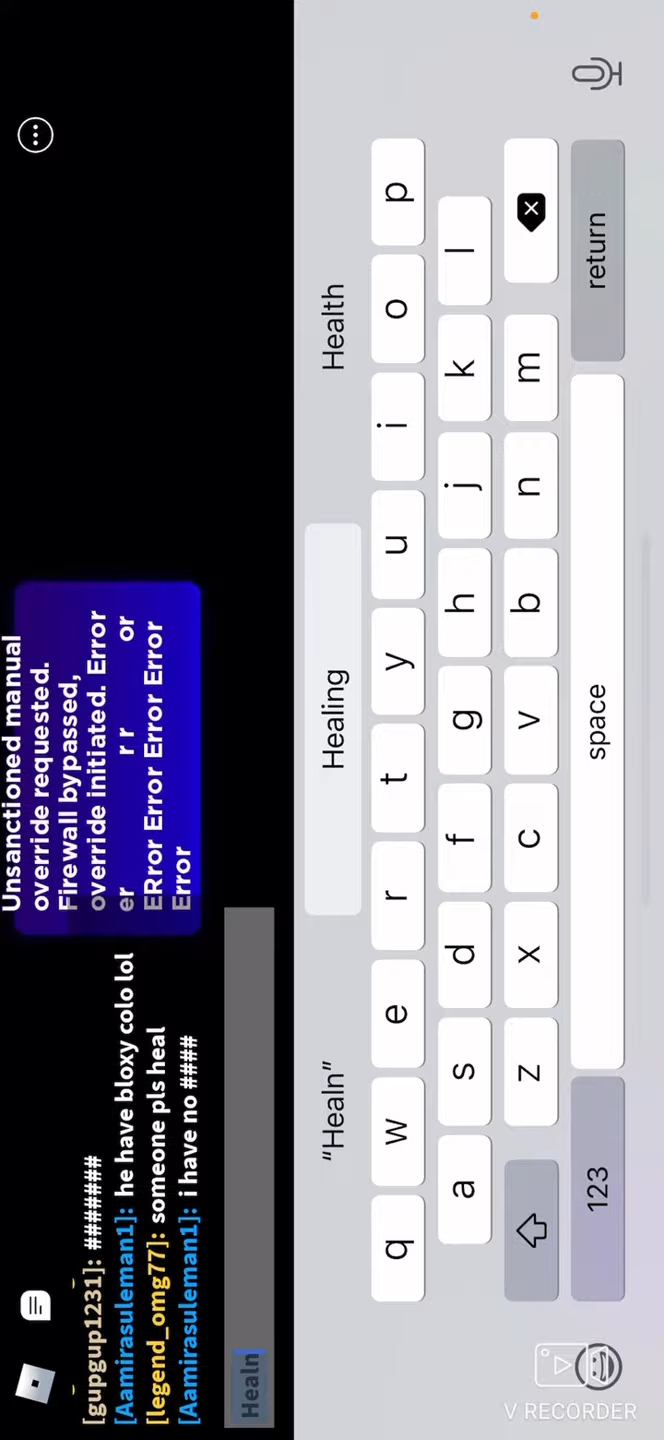 [gupgup1231]: #######
[Aamirasuleman1]: he have bloxy colo lol
[legend_omg77]: someone pls heal
[Aamirasuleman1]: i have no ####
Healn
Unsanctioned manual
override requested.
Firewall bypassed,
override initiated. Error
er r r or
ERror Error Error Error
Error
"Healn" Healing Health
q w e r t y u i o p
a s d f g h j k l
z x c v b n m
123 space return
V RECORDER